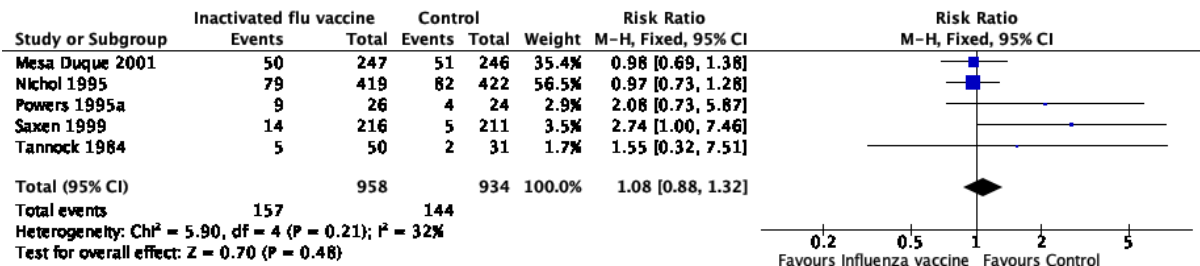 Inactivated flu vaccine Control Risk Ratio Risk Ratio
Study or Subgroup Events Total Events Total Weight M-H, Fixed, 95% CI M-H, Fixed, 95% CI
Mesa Duque 2001 50 247 51 246 35.4% 0.98 [0.69, 1.38]
Nichol 1995 79 419 82 422 56.5% 0.97 [0.73, 1.28]
Powers 1995a 9 26 4 24 2.9% 2.08 [0.73, 5.87]
Saxen 1999 14 216 5 211 3.5% 2.74 [1.00, 7.46]
Tannock 1984 5 50 2 31 1.7% 1.55 [0.32, 7.51]
Total (95% CI) 958 934 100.0% 1.08 [0.88, 1.32]
Total events 157 144
Heterogeneity: Chi² = 5.90, df = 4 (P = 0.21); I² = 32%
Test for overall effect: Z = 0.70 (P = 0.48)
0.2 0.5 1 2 5
Favours Influenza vaccine Favours Control